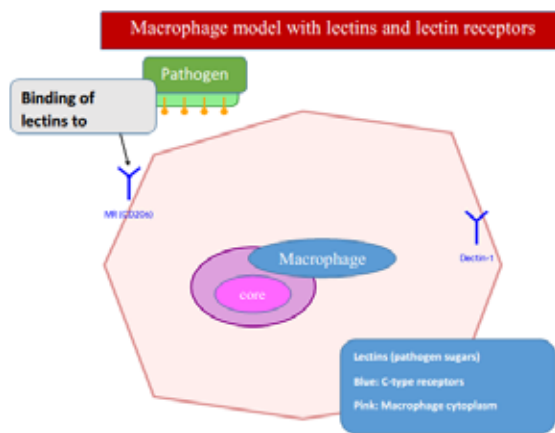 Macrophage model with lectins and lectin receptors
Pathogen
Binding of
lectins to
MR (CD206)
Dectin-1
Macrophage
core
Lectins (pathogen sugars)
Blue: C-type receptors
Pink: Macrophage cytoplasm